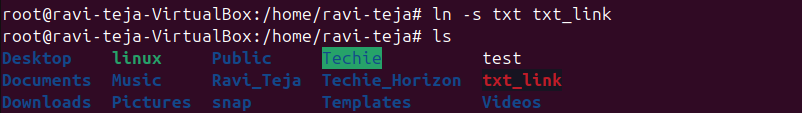 root@ravi-teja-VirtualBox:/home/ravi-teja# ln -s txt txt_link
root@ravi-teja-VirtualBox:/home/ravi-teja# ls
Desktop linux Public Techie test
Documents Music Ravi_Teja Techie_Horizon txt_link
Downloads Pictures snap Templates Videos